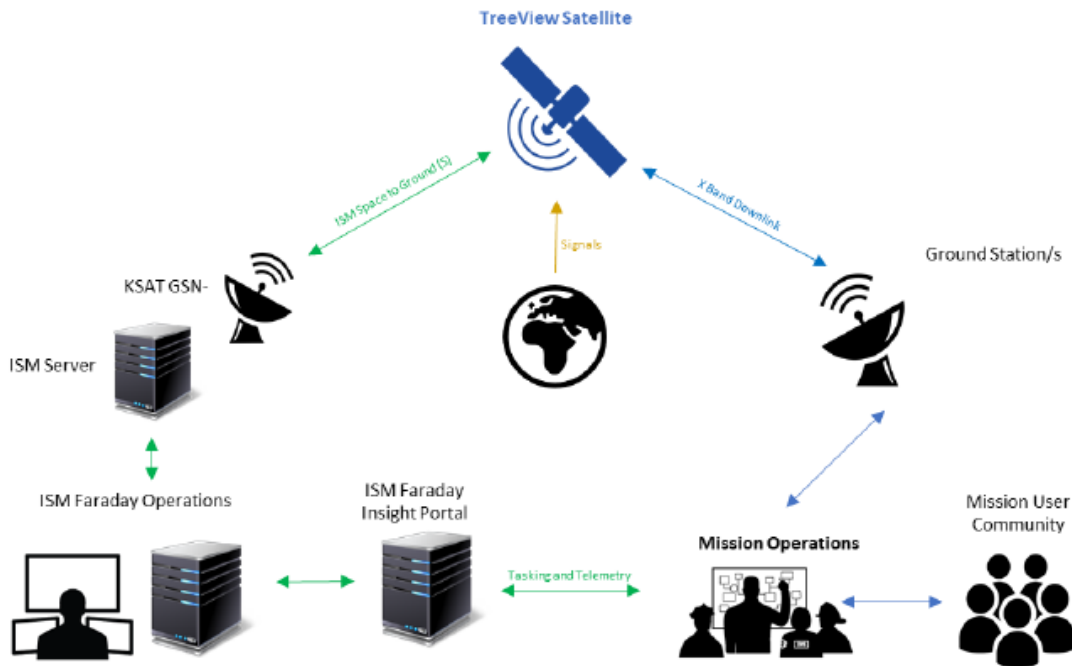 TreeView Satellite
ISM Space to Ground (S)
X Band Downlink
Signals
Ground Station/s
KSAT GSN-
ISM Server
ISM Faraday Operations
ISM Faraday
Insight Portal
Mission User
Community
Mission Operations
Tasking and Telemetry